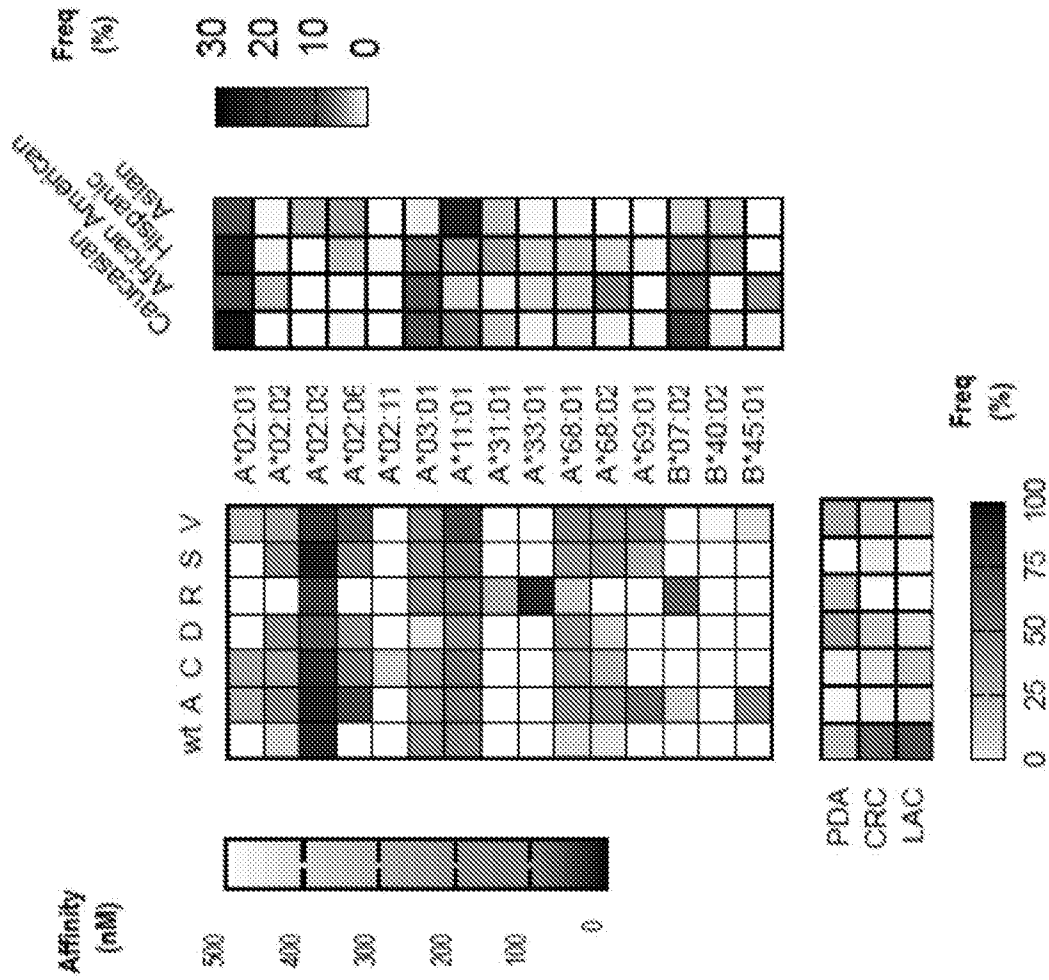 Affinity
(nM)
500
400
300
200
100
0
wt A C D R S V
A*02:01
A*02:02
A*02:03
A*02:06
A*02:11
A*03:01
A*11:01
A*31:01
A*33:01
A*68:01
A*68:02
A*69:01
B*07:02
B*40:02
B*45:01
Caucasian
African American
Hispanic
Asian
Freq
(%)
30
20
10
0
PDA
CRC
LAC
Freq
(%)
0 25 50 75 100